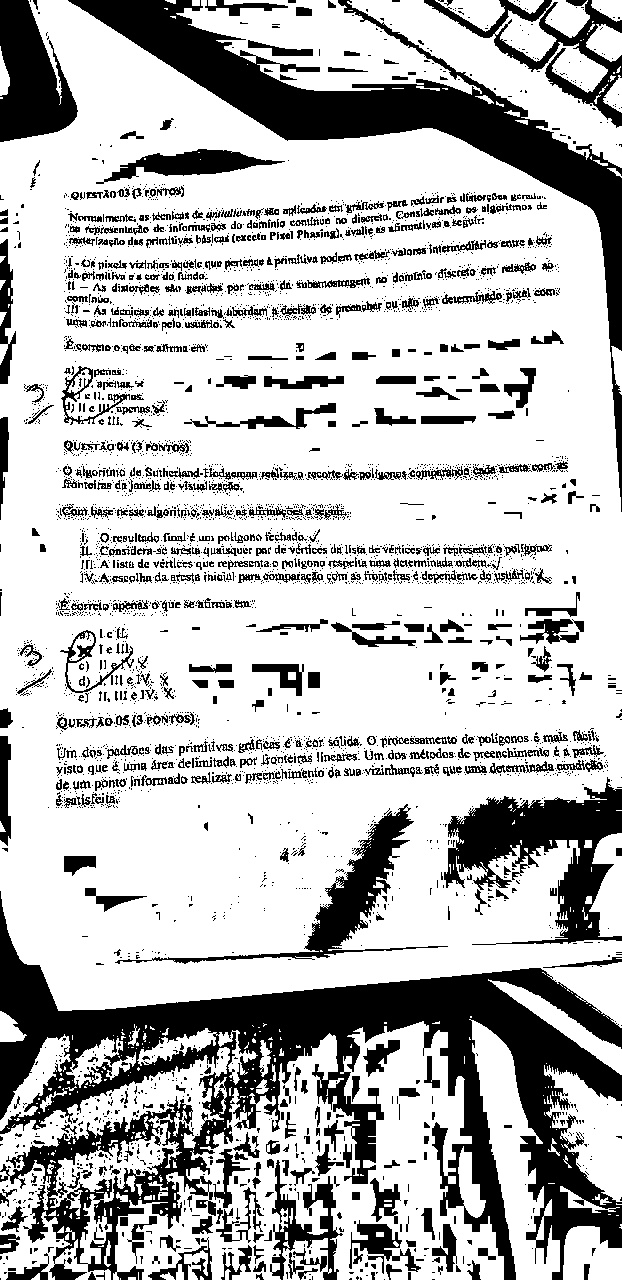 QUESTÃO 03 (3 PONTOS)
Normalmente, as técnicas de antialiasing são aplicadas em gráficos para reduzir as distorções geradas
na representação de informações do domínio contínuo no discreto. Considerando os algoritmos de
rasterização das primitivas básicas (exceto Pixel Phasing), avalie as afirmativas a seguir:
I - Os pixels vizinhos àquele que pertence à primitiva podem receber valores intermediários entre a cor
da primitiva e a cor do fundo.
II – As distorções são geradas por causa da subamostragem no domínio discreto em relação ao
contínuo.
III – As técnicas de antialiasing abordam a decisão de preencher ou não um determinado pixel com
uma cor informada pelo usuário. x
É correto o que se afirma em
a) I, apenas.
b) III, apenas. x
I e II, apenas.
d) II e III, apenas. x
e) I, II e III. x
3
QUESTÃO 04 (3 PONTOS)
O algoritmo de Sutherland-Hodgeman realiza o recorte de polígonos comparando cada aresta com as
fronteiras da janela de visualização.
Com base nesse algoritmo, avalie as afirmações a seguir.
I. O resultado final é um polígono fechado. ✓
II. Considera-se aresta quaisquer par de vértices da lista de vértices que representa o polígono.
III. A lista de vértices que representa o polígono respeita uma determinada ordem. ✓
IV. A escolha da aresta inicial para comparação com as fronteiras é dependente do usuário. x
É correto apenas o que se afirma em
a) I e II.
I e III.
c) II e IV. x
d) I, III e IV. x
e) II, III e IV. x
3
QUESTÃO 05 (3 PONTOS)
Um dos padrões das primitivas gráficas é a cor sólida. O processamento de polígonos é mais fácil,
visto que é uma área delimitada por fronteiras lineares. Um dos métodos de preenchimento é a partir
de um ponto informado realizar o preenchimento da sua vizinhança até que uma determinada condição
é satisfeita.